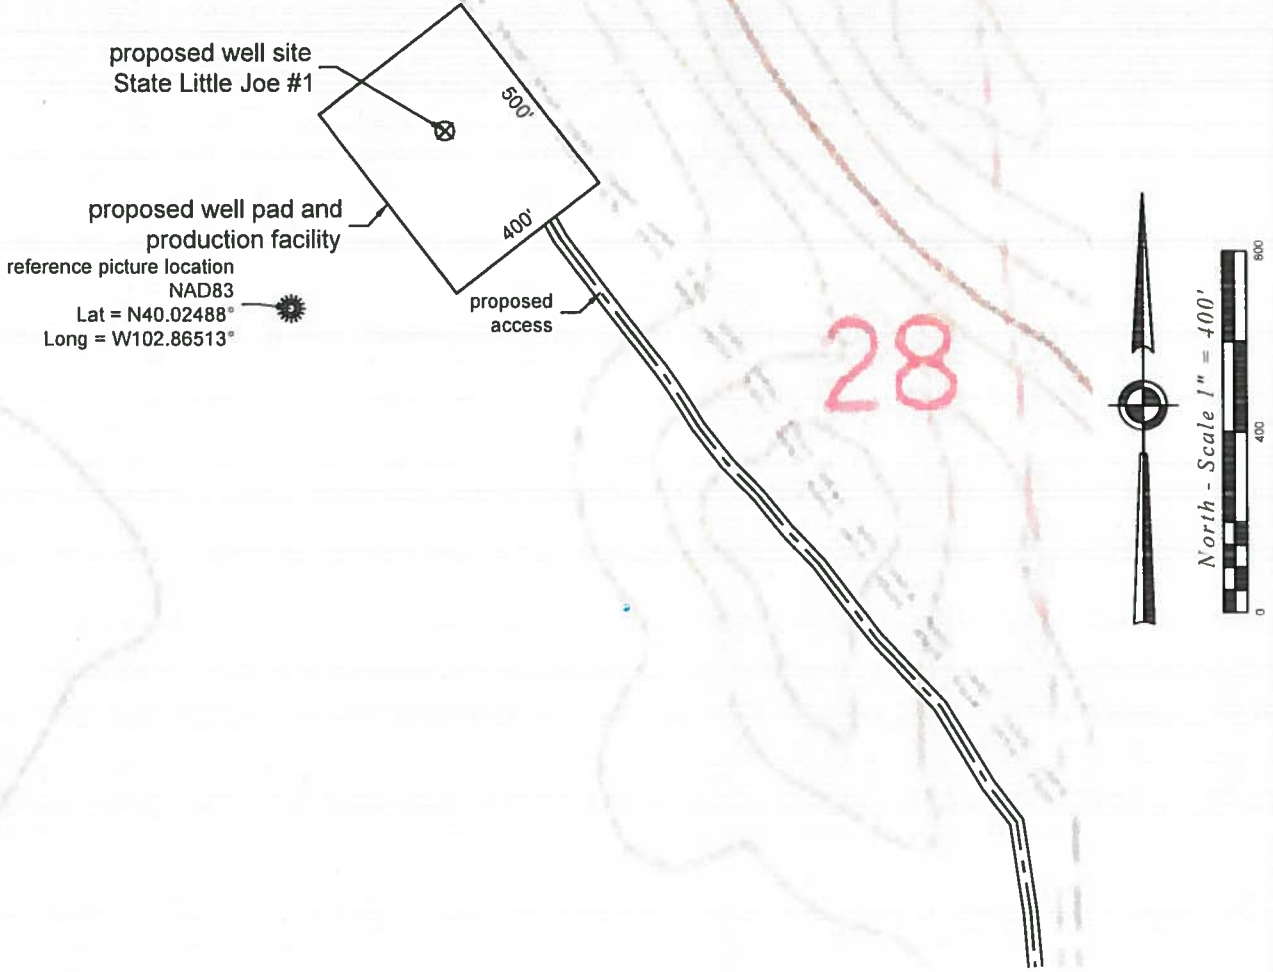 proposed well site
State Little Joe #1
500'
proposed well pad and
production facility
400'
reference picture location
NAD83
Lat = N40.02488°
Long = W102.86513°
proposed
access
28
North - Scale 1" = 400'
800
400
0